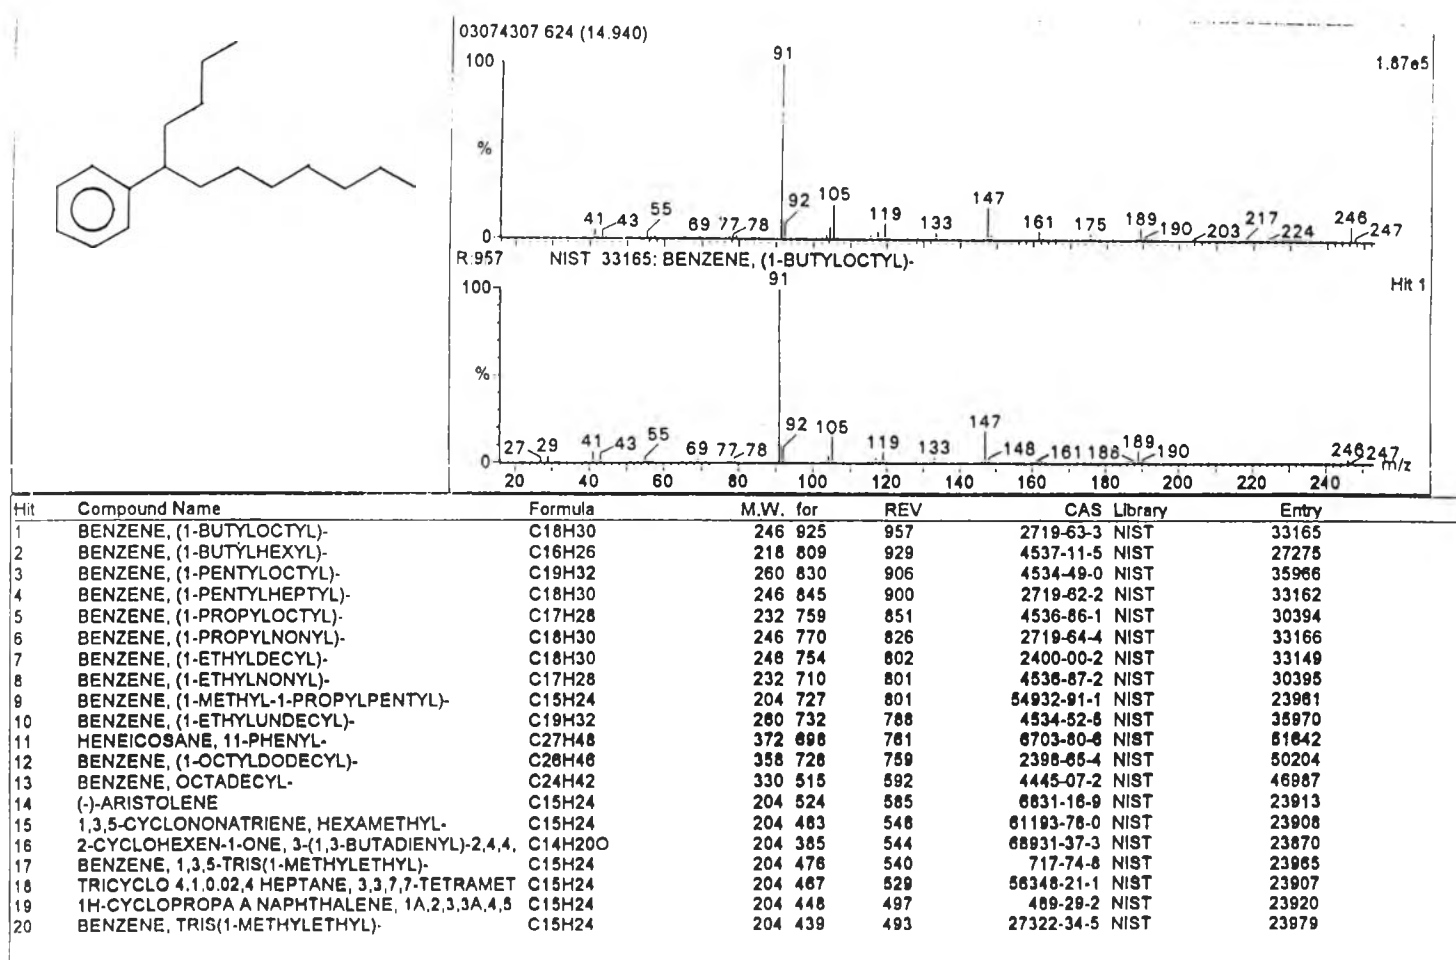 03074307 624 (14.940)
100
%
0
91
1.87e5
41 43 55 69 77 78 92 105 119 133 147 161 175 189 190 203 217 224 246 247
R:957 NIST 33165: BENZENE, (1-BUTYLOCTYL)-
Hit 1
100
%
0
91
27 29 41 43 55 69 77 78 92 105 119 133 147 148 161 188 189 190 246 247
m/z
20 40 60 80 100 120 140 160 180 200 220 240
Hit Compound Name Formula M.W. for REV CAS Library Entry
1 BENZENE, (1-BUTYLOCTYL)- C18H30 246 925 957 2719-63-3 NIST 33165
2 BENZENE, (1-BUTYLHEXYL)- C16H26 218 809 929 4537-11-5 NIST 27275
3 BENZENE, (1-PENTYLOCTYL)- C19H32 260 830 906 4534-49-0 NIST 35966
4 BENZENE, (1-PENTYLHEPTYL)- C18H30 246 845 900 2719-62-2 NIST 33162
5 BENZENE, (1-PROPYLOCTYL)- C17H28 232 759 851 4536-86-1 NIST 30394
6 BENZENE, (1-PROPYLNONYL)- C18H30 246 770 826 2719-64-4 NIST 33166
7 BENZENE, (1-ETHYLDECYL)- C18H30 246 754 802 2400-00-2 NIST 33149
8 BENZENE, (1-ETHYLNONYL)- C17H28 232 710 801 4536-87-2 NIST 30395
9 BENZENE, (1-METHYL-1-PROPYLPENTYL)- C15H24 204 727 801 54932-91-1 NIST 23961
10 BENZENE, (1-ETHYLUNDECYL)- C19H32 260 732 788 4534-52-5 NIST 35970
11 HENEICOSANE, 11-PHENYL- C27H48 372 698 761 6703-80-6 NIST 51642
12 BENZENE, (1-OCTYLDODECYL)- C26H46 358 728 759 2398-65-4 NIST 50204
13 BENZENE, OCTADECYL- C24H42 330 515 592 4445-07-2 NIST 46987
14 (-)-ARISTOLENE C15H24 204 524 585 6831-16-9 NIST 23913
15 1,3,5-CYCLONONATRIENE, HEXAMETHYL- C15H24 204 483 548 61193-78-0 NIST 23908
16 2-CYCLOHEXEN-1-ONE, 3-(1,3-BUTADIENYL)-2,4,4, C14H20O 204 385 544 68931-37-3 NIST 23870
17 BENZENE, 1,3,5-TRIS(1-METHYLETHYL)- C15H24 204 476 540 717-74-8 NIST 23985
18 TRICYCLO 4.1.0.02,4 HEPTANE, 3,3,7,7-TETRAMET C15H24 204 467 529 56348-21-1 NIST 23907
19 1H-CYCLOPROPA A NAPHTHALENE, 1A,2,3,3A,4,5 C15H24 204 448 497 489-29-2 NIST 23920
20 BENZENE, TRIS(1-METHYLETHYL)- C15H24 204 439 493 27322-34-5 NIST 23979